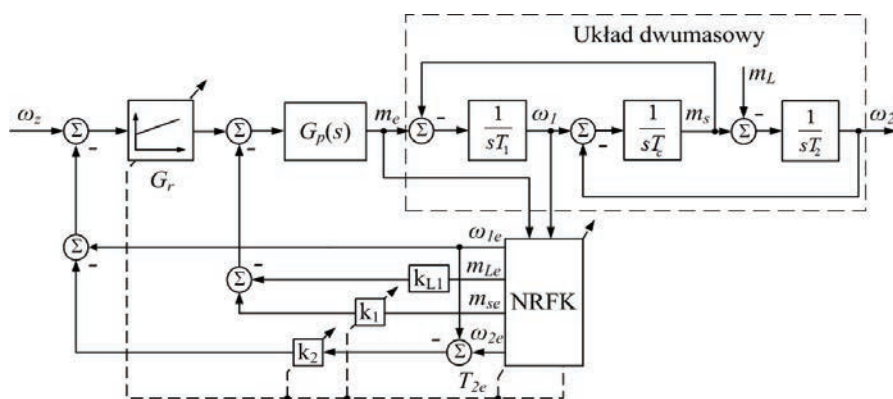 Układ dwumasowy
m_L
ω_z
Σ
-
G_r
Σ
-
G_p(s)
m_e
Σ
-
1/sT_1
ω_1
Σ
-
1/sT_c
m_s
Σ
-
1/sT_2
ω_2
Σ
-
ω_1e
Σ
-
k_L1
m_Le
NRFK
k_1
m_se
k_2
-
Σ
ω_2e
T_2e